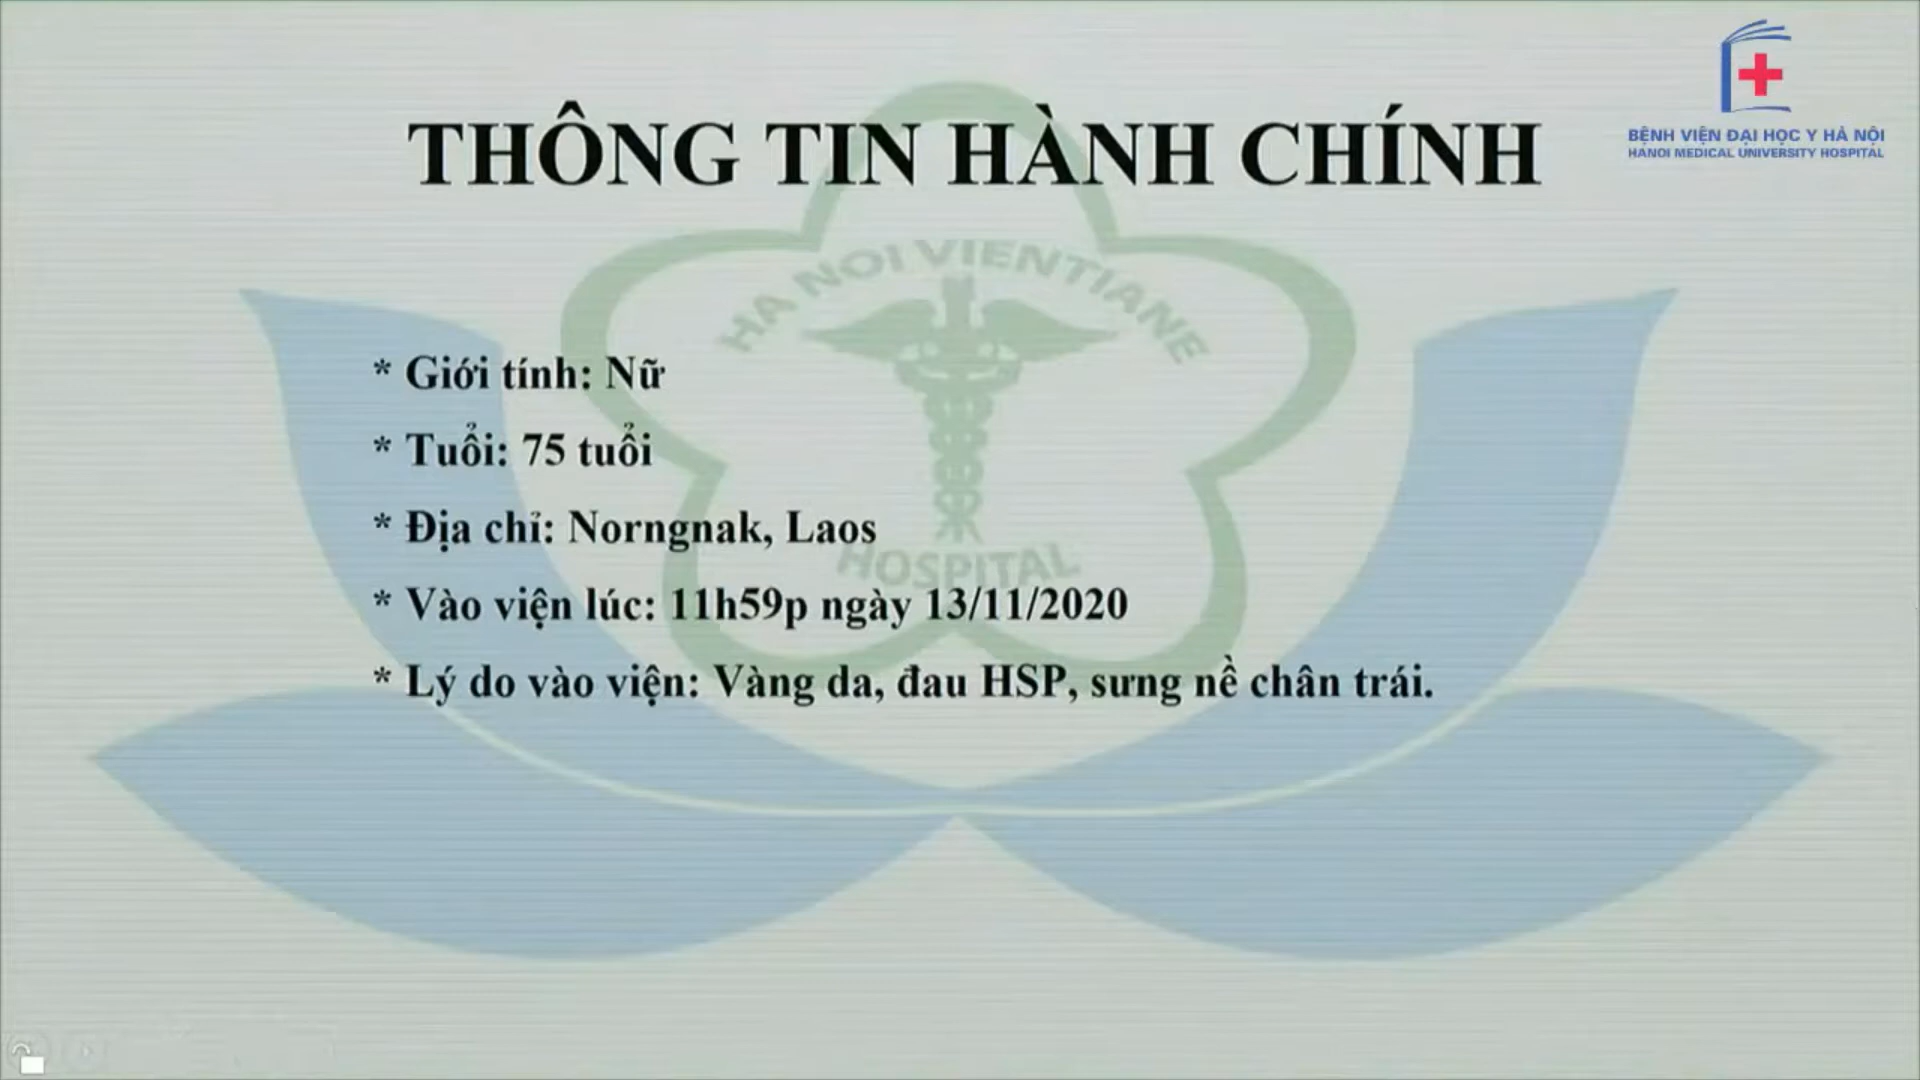 BỆNH VIỆN ĐẠI HỌC Y HÀ NỘI
HANOI MEDICAL UNIVERSITY HOSPITAL
THÔNG TIN HÀNH CHÍNH
HA NOI VIENTIANE
HOSPITAL
* Giới tính: Nữ
* Tuổi: 75 tuổi
* Địa chỉ: Norngnak, Laos
* Vào viện lúc: 11h59p ngày 13/11/2020
* Lý do vào viện: Vàng da, đau HSP, sưng nề chân trái.